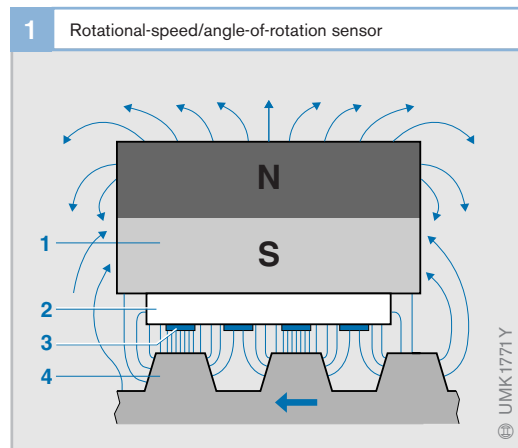 1 Rotational-speed/angle-of-rotation sensor
N
1 S
2
3
4
UMK1771Y